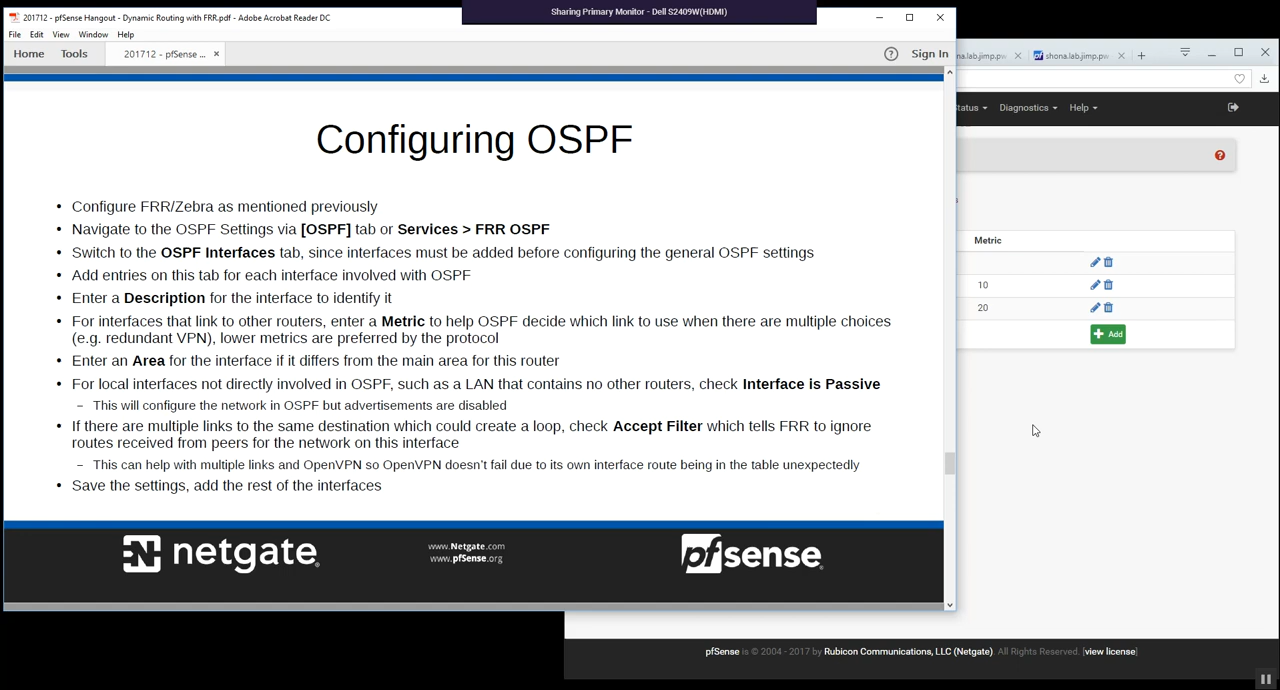 Sharing Primary Monitor - Dell S2409W(HDMI)
201712 - pfSense Hangout - Dynamic Routing with FRR.pdf - Adobe Acrobat Reader DC
File Edit View Window Help
Home Tools 201712 - pfSense ... × ? Sign In
Configuring OSPF
• Configure FRR/Zebra as mentioned previously
• Navigate to the OSPF Settings via [OSPF] tab or Services > FRR OSPF
• Switch to the OSPF Interfaces tab, since interfaces must be added before configuring the general OSPF settings
• Add entries on this tab for each interface involved with OSPF
• Enter a Description for the interface to identify it
• For interfaces that link to other routers, enter a Metric to help OSPF decide which link to use when there are multiple choices
(e.g. redundant VPN), lower metrics are preferred by the protocol
• Enter an Area for the interface if it differs from the main area for this router
• For local interfaces not directly involved in OSPF, such as a LAN that contains no other routers, check Interface is Passive
– This will configure the network in OSPF but advertisements are disabled
• If there are multiple links to the same destination which could create a loop, check Accept Filter which tells FRR to ignore
routes received from peers for the network on this interface
– This can help with multiple links and OpenVPN so OpenVPN doesn't fail due to its own interface route being in the table unexpectedly
• Save the settings, add the rest of the interfaces
netgate®
www.Netgate.com
www.pfSense.org
pfsense®
na.lab.jimp.pw
pf shona.lab.jimp.pw
Diagnostics Help
?
Metric
10
20
+ Add
pfSense is © 2004 - 2017 by Rubicon Communications, LLC (Netgate). All Rights Reserved. [view license]